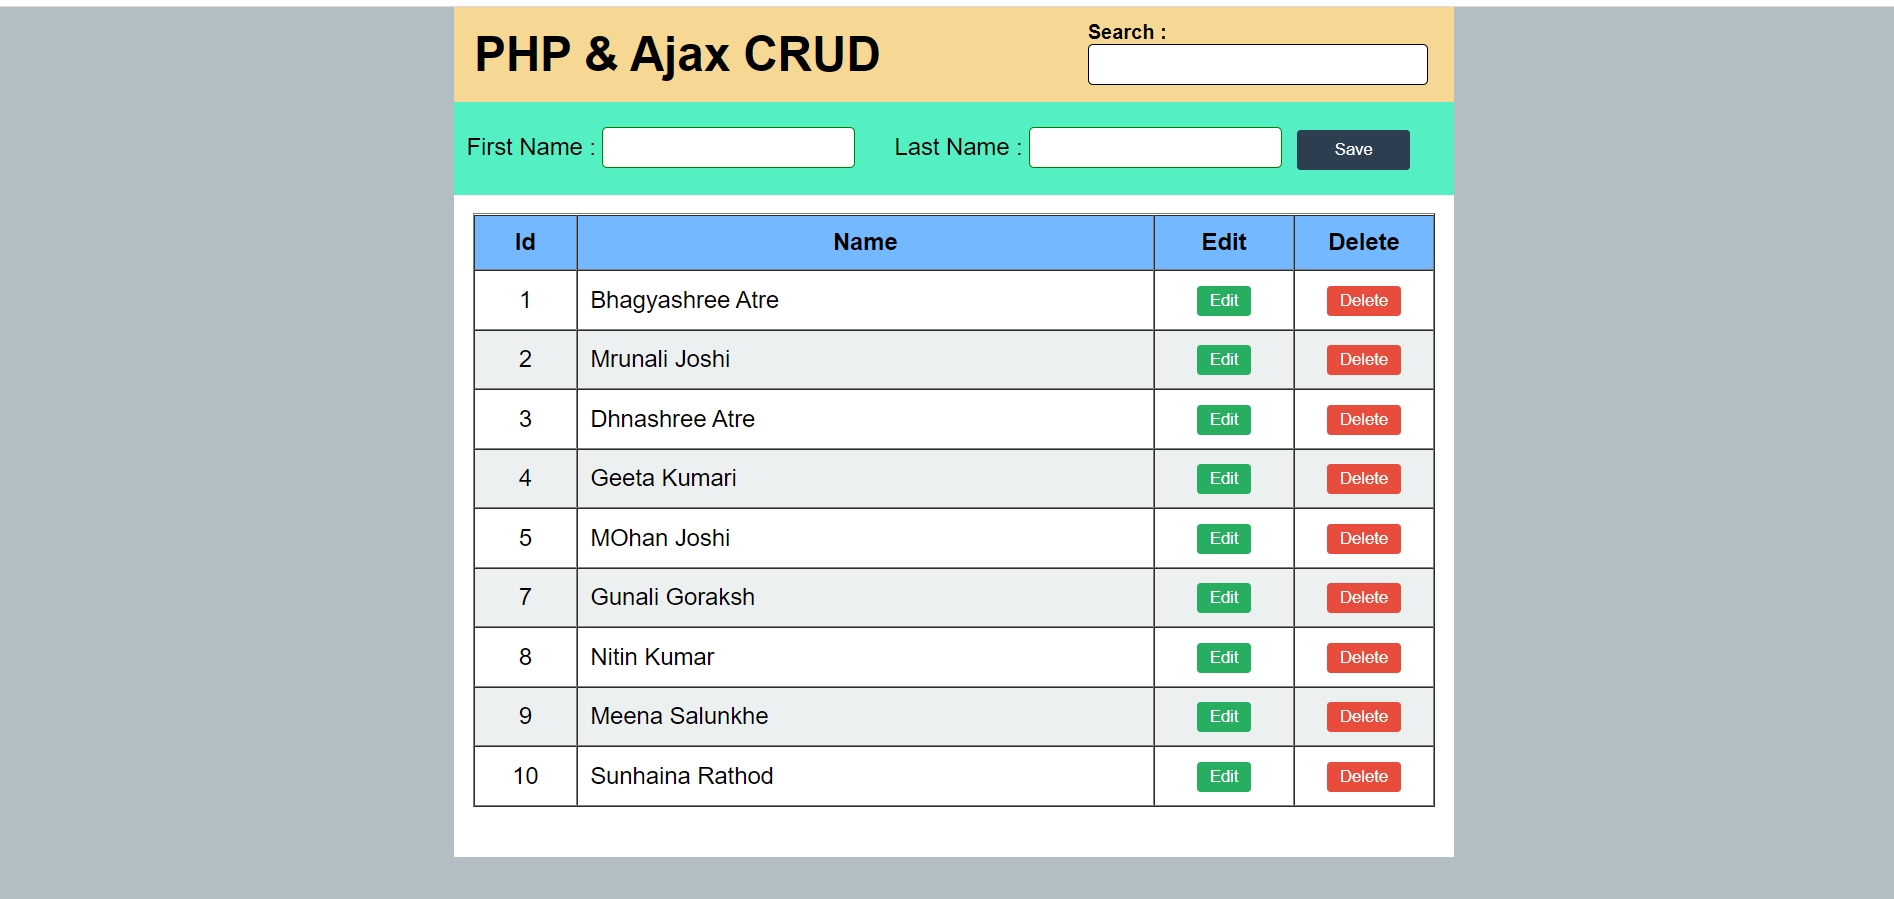 PHP & Ajax CRUD
Search :
First Name : Last Name : Save
Id Name Edit Delete
1 Bhagyashree Atre Edit Delete
2 Mrunali Joshi Edit Delete
3 Dhnashree Atre Edit Delete
4 Geeta Kumari Edit Delete
5 MOhan Joshi Edit Delete
7 Gunali Goraksh Edit Delete
8 Nitin Kumar Edit Delete
9 Meena Salunkhe Edit Delete
10 Sunhaina Rathod Edit Delete